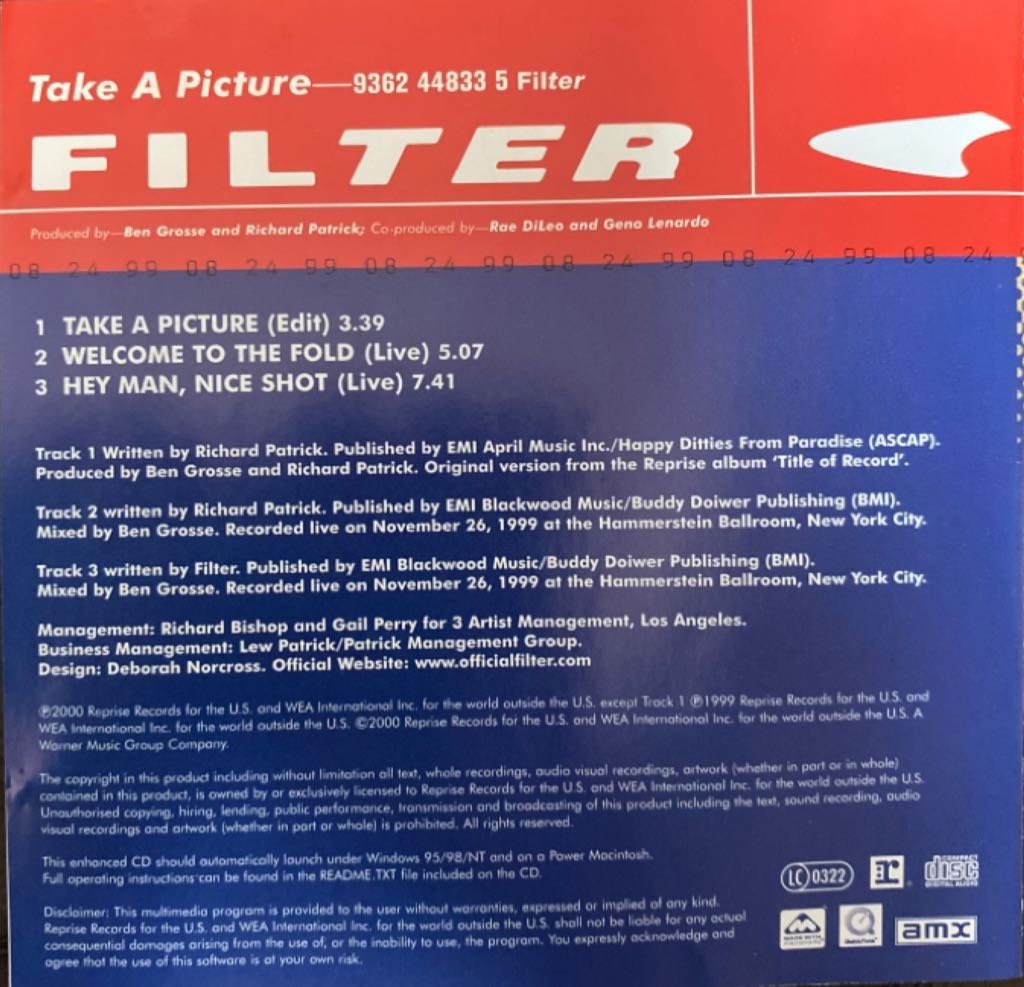 Take A Picture—9362 44833 5 Filter
FILTER
Produced by—Ben Grosse and Richard Patrick; Co-produced by—Rae DiLeo and Geno Lenardo
08 24 99 08 24 99 08 24 99 08 24 99 08 24 99 08 24
1 TAKE A PICTURE (Edit) 3.39
2 WELCOME TO THE FOLD (Live) 5.07
3 HEY MAN, NICE SHOT (Live) 7.41
Track 1 Written by Richard Patrick. Published by EMI April Music Inc./Happy Ditties From Paradise (ASCAP).
Produced by Ben Grosse and Richard Patrick. Original version from the Reprise album ‘Title of Record’.
Track 2 written by Richard Patrick. Published by EMI Blackwood Music/Buddy Doiwer Publishing (BMI).
Mixed by Ben Grosse. Recorded live on November 26, 1999 at the Hammerstein Ballroom, New York City.
Track 3 written by Filter. Published by EMI Blackwood Music/Buddy Doiwer Publishing (BMI).
Mixed by Ben Grosse. Recorded live on November 26, 1999 at the Hammerstein Ballroom, New York City.
Management: Richard Bishop and Gail Perry for 3 Artist Management, Los Angeles.
Business Management: Lew Patrick/Patrick Management Group.
Design: Deborah Norcross. Official Website: www.officialfilter.com
℗2000 Reprise Records for the U.S. and WEA International Inc. for the world outside the U.S. except Track 1 ℗1999 Reprise Records for the U.S. and
WEA International Inc. for the world outside the U.S. ©2000 Reprise Records for the U.S. and WEA International Inc. for the world outside the U.S. A
Warner Music Group Company.
The copyright in this product including without limitation all text, whole recordings, audio visual recordings, artwork (whether in part or in whole)
contained in this product, is owned by or exclusively licensed to Reprise Records for the U.S. and WEA International Inc. for the world outside the U.S.
Unauthorised copying, hiring, lending, public performance, transmission and broadcasting of this product including the text, sound recording, audio
visual recordings and artwork (whether in part or whole) is prohibited. All rights reserved.
This enhanced CD should automatically launch under Windows 95/98/NT and on a Power Macintosh.
Full operating instructions can be found in the README.TXT file included on the CD.
Disclaimer: This multimedia program is provided to the user without warranties, expressed or implied of any kind.
Reprise Records for the U.S. and WEA International Inc. for the world outside the U.S. shall not be liable for any actual
consequential damages arising from the use of, or the inability to use, the program. You expressly acknowledge and
agree that the use of this software is at your own risk.
LC 0322
r
COMPACT
disc
DIGITAL AUDIO
MADE WITH
QuickTime
amx